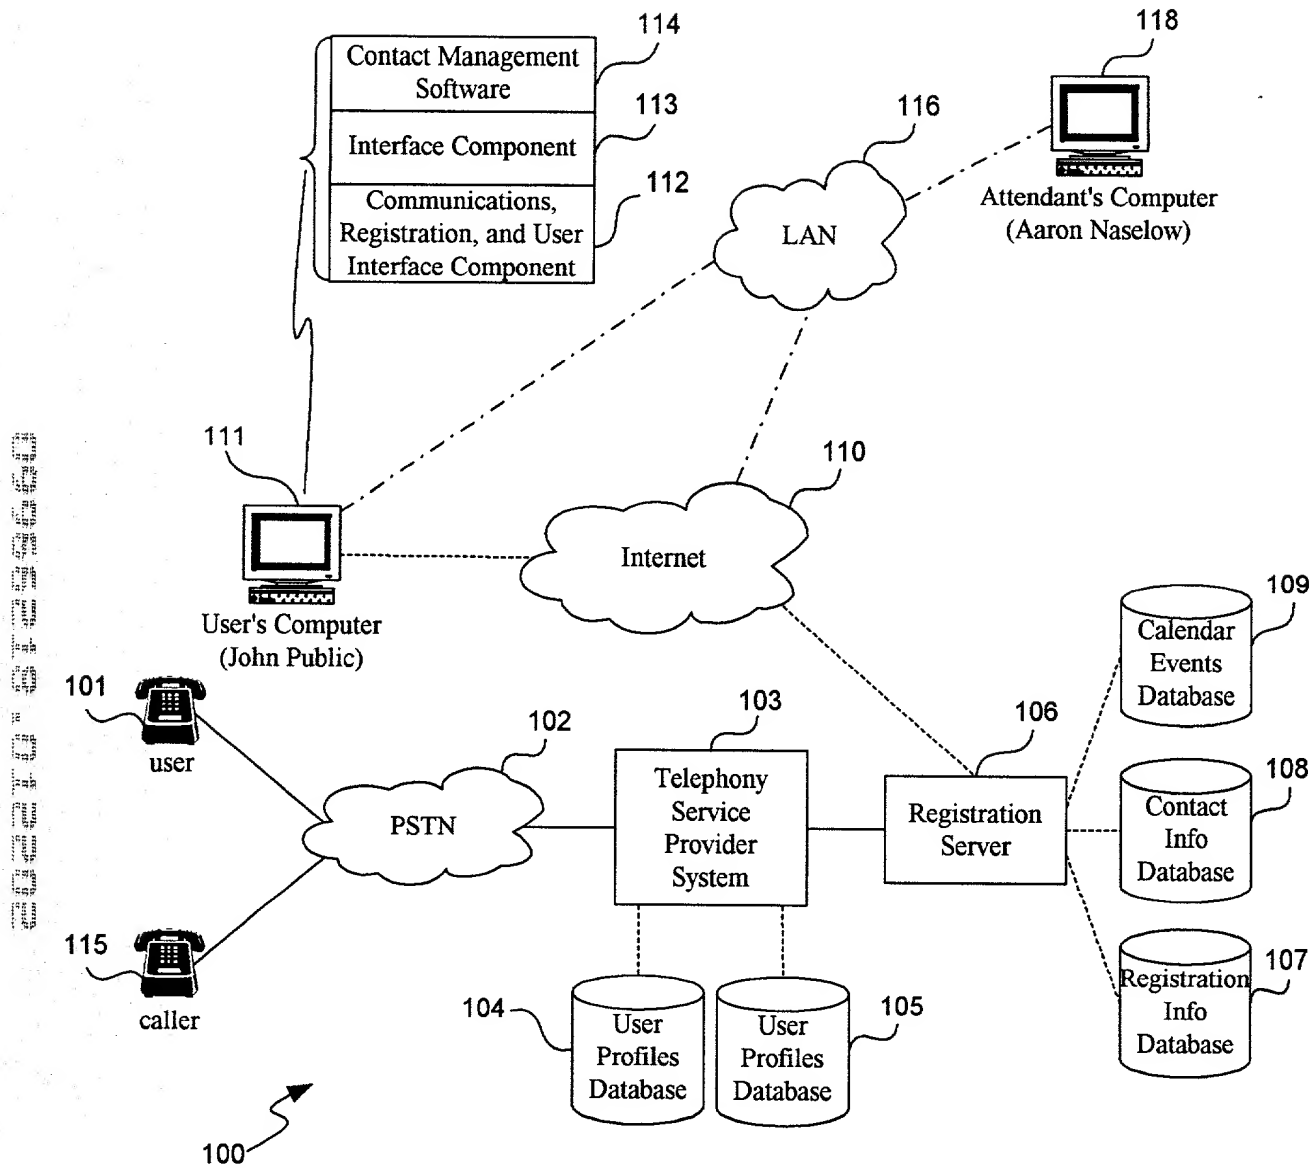 114
118
Contact Management
Software
113
116
Interface Component
112
Communications,
Registration, and User
Interface Component
Attendant's Computer
(Aaron Naselow)
LAN
111
110
Internet
User's Computer
(John Public)
109
Calendar
Events
Database
101
user
102
103
106
PSTN
Telephony
Service
Provider
System
Registration
Server
108
Contact
Info
Database
115
caller
104
User
Profiles
Database
105
User
Profiles
Database
107
Registration
Info
Database
100